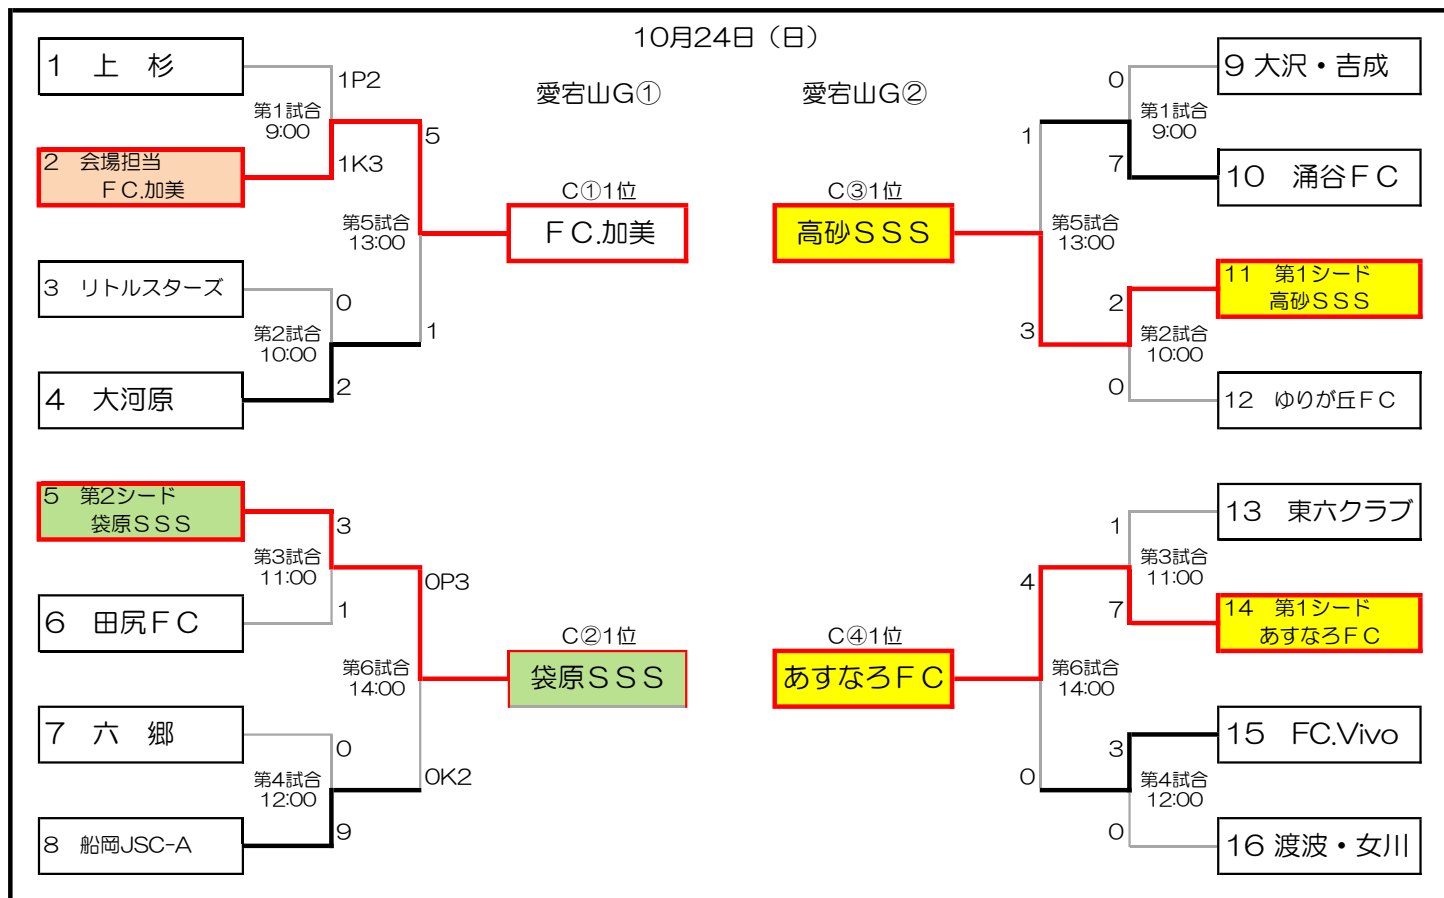 10月24日（日）
愛宕山G①
愛宕山G②
1　上　杉
1P2
第1試合
9:00
2　会場担当
ＦＣ.加美
1K3
5
第5試合
13:00
C①1位
ＦＣ.加美
3　リトルスターズ
0
第2試合
10:00
1
4　大河原
2
5　第2シード
袋原ＳＳＳ
3
第3試合
11:00
0P3
6　田尻ＦＣ
1
第6試合
14:00
C②1位
袋原ＳＳＳ
7　六　郷
0
第4試合
12:00
0K2
8　船岡JSC-A
9
9 大沢・吉成
0
第1試合
9:00
1
7
10　涌谷ＦＣ
C③1位
高砂ＳＳＳ
第5試合
13:00
11　第1シード
高砂ＳＳＳ
2
3
第2試合
10:00
0
12　ゆりが丘ＦＣ
13　東六クラブ
1
第3試合
11:00
4
7
14　第1シード
あすなろＦＣ
C④1位
あすなろＦＣ
第6試合
14:00
15　FC.Vivo
3
0
第4試合
12:00
0
16 渡波・女川